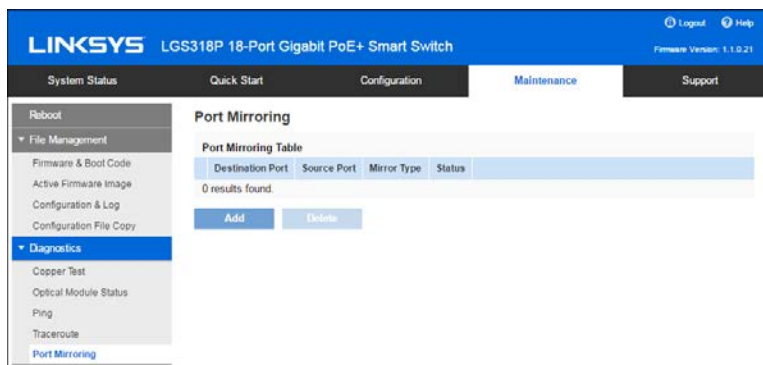 Logout Help
LINKSYS LGS318P 18-Port Gigabit PoE+ Smart Switch
Firmware Version: 1.1.0.21
System Status Quick Start Configuration Maintenance Support
Reboot
File Management
Firmware & Boot Code
Active Firmware Image
Configuration & Log
Configuration File Copy
Diagnostics
Copper Test
Optical Module Status
Ping
Traceroute
Port Mirroring
Port Mirroring
Port Mirroring Table
Destination Port Source Port Mirror Type Status
0 results found.
Add Delete